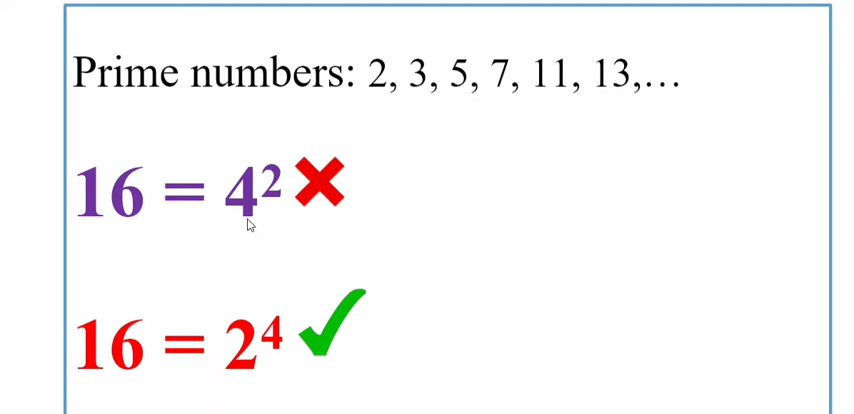 Prime numbers: 2, 3, 5, 7, 11, 13,...
16 = 4²
16 = 2⁴